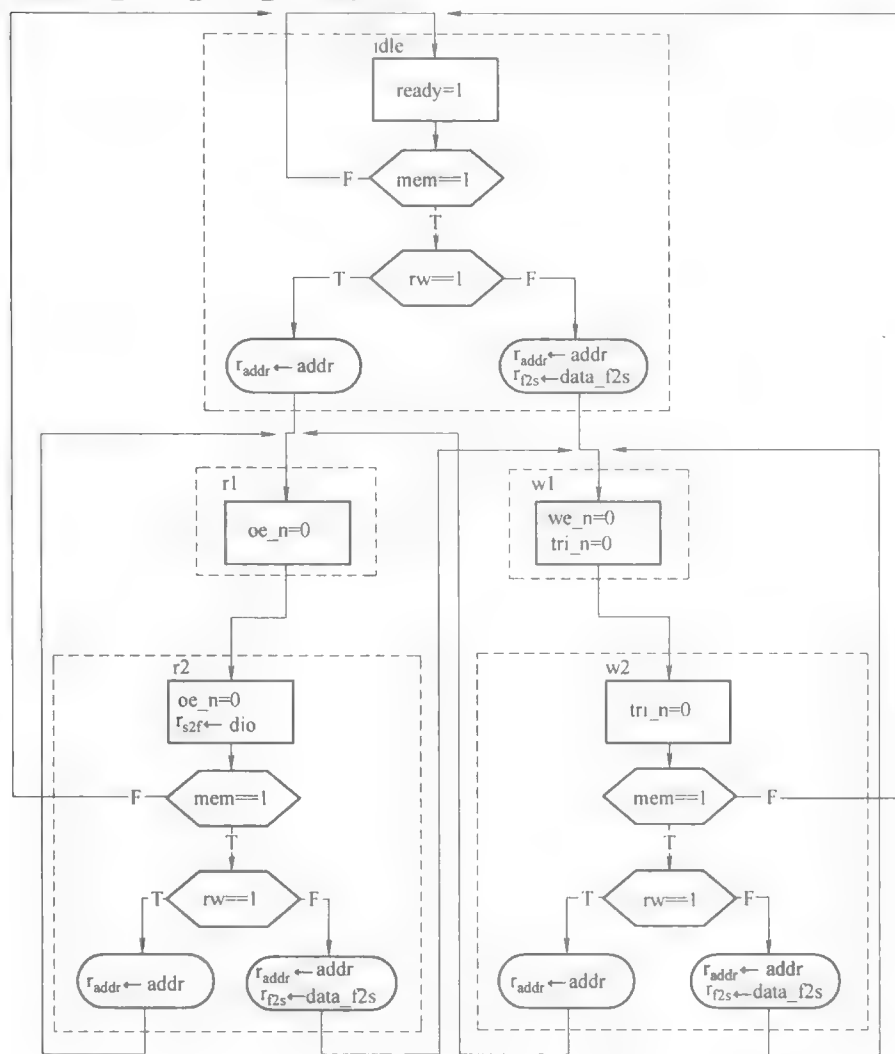 idle
ready=1
mem==1
F
T
rw==1
T
F
r_addr ← addr
r_addr ← addr
r_f2s ← data_f2s
r1
oe_n=0
w1
we_n=0
tri_n=0
r2
oe_n=0
r_s2f ← dio
mem==1
F
T
rw==1
T
F
r_addr ← addr
r_addr ← addr
r_f2s ← data_f2s
w2
tri_n=0
mem==1
F
T
rw==1
T
F
r_addr ← addr
r_addr ← addr
r_f2s ← data_f2s